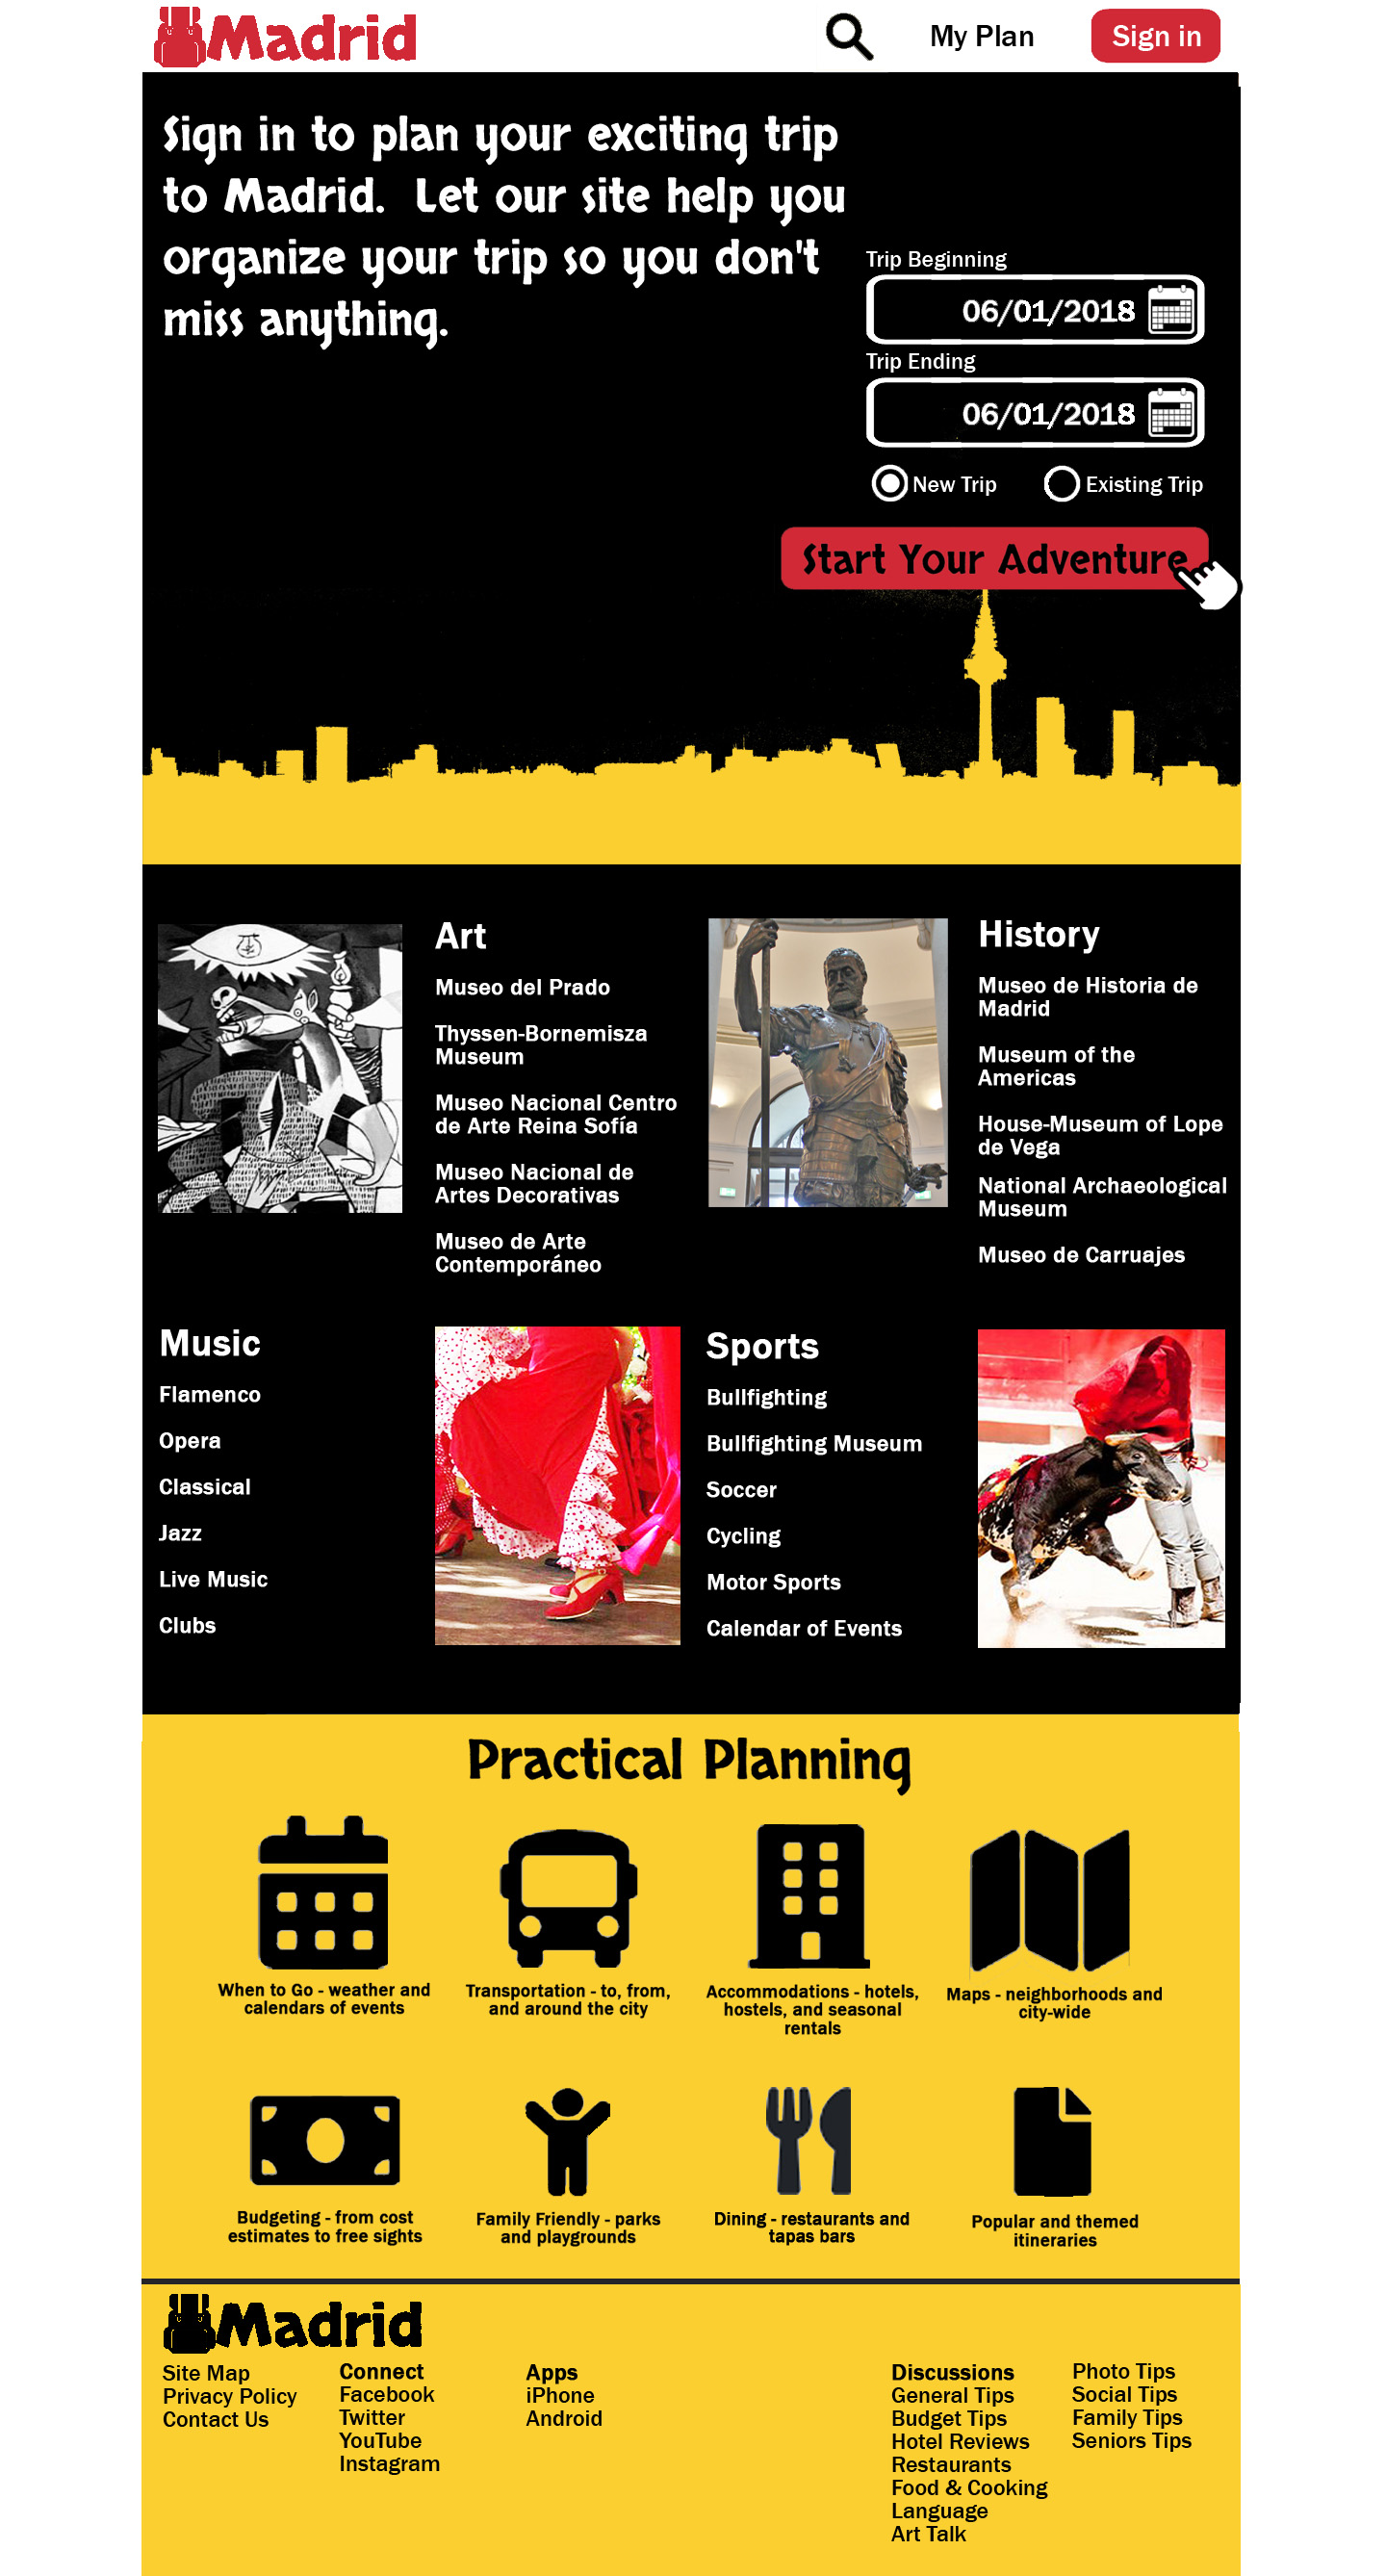 Madrid
My Plan
Sign in
Sign in to plan your exciting trip
to Madrid.  Let our site help you
organize your trip so you don't
miss anything.
Trip Beginning
06/01/2018
Trip Ending
06/01/2018
New Trip
Existing Trip
Start Your Adventure
Art
Museo del Prado
Thyssen-Bornemisza
Museum
Museo Nacional Centro
de Arte Reina Sofía
Museo Nacional de
Artes Decorativas
Museo de Arte
Contemporáneo
History
Museo de Historia de
Madrid
Museum of the
Americas
House-Museum of Lope
de Vega
National Archaeological
Museum
Museo de Carruajes
Music
Flamenco
Opera
Classical
Jazz
Live Music
Clubs
Sports
Bullfighting
Bullfighting Museum
Soccer
Cycling
Motor Sports
Calendar of Events
Practical Planning
When to Go - weather and
calendars of events
Transportation - to, from,
and around the city
Accommodations - hotels,
hostels, and seasonal
rentals
Maps - neighborhoods and
city-wide
Budgeting - from cost
estimates to free sights
Family Friendly - parks
and playgrounds
Dining - restaurants and
tapas bars
Popular and themed
itineraries
Madrid
Site Map
Privacy Policy
Contact Us
Connect
Facebook
Twitter
YouTube
Instagram
Apps
iPhone
Android
Discussions
General Tips
Budget Tips
Hotel Reviews
Restaurants
Food & Cooking
Language
Art Talk
Photo Tips
Social Tips
Family Tips
Seniors Tips